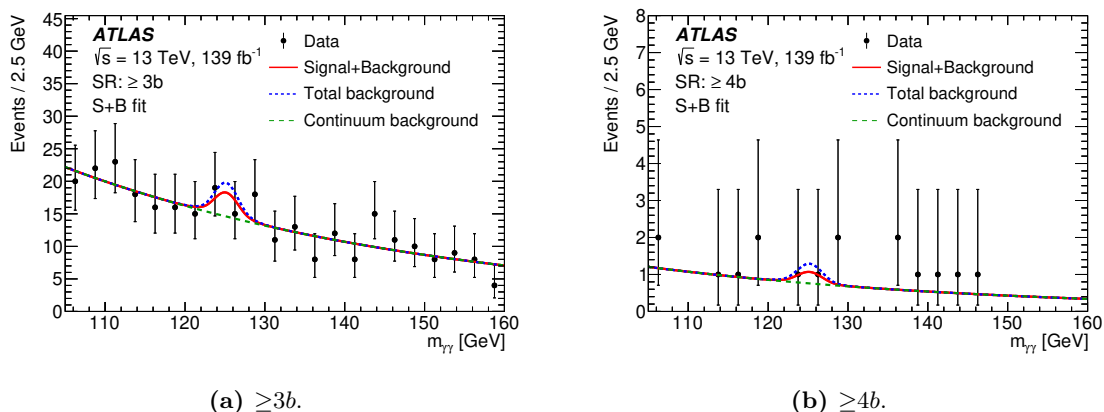 ATLAS
√s = 13 TeV, 139 fb⁻¹
SR: ≥ 3b
S+B fit
Data
Signal+Background
Total background
Continuum background
Events / 2.5 GeV
45
40
35
30
25
20
15
10
5
0
110 120 130 140 150 160
mγγ [GeV]
(a) ≥3b.
ATLAS
√s = 13 TeV, 139 fb⁻¹
SR: ≥ 4b
S+B fit
Data
Signal+Background
Total background
Continuum background
Events / 2.5 GeV
8
7
6
5
4
3
2
1
0
110 120 130 140 150 160
mγγ [GeV]
(b) ≥4b.